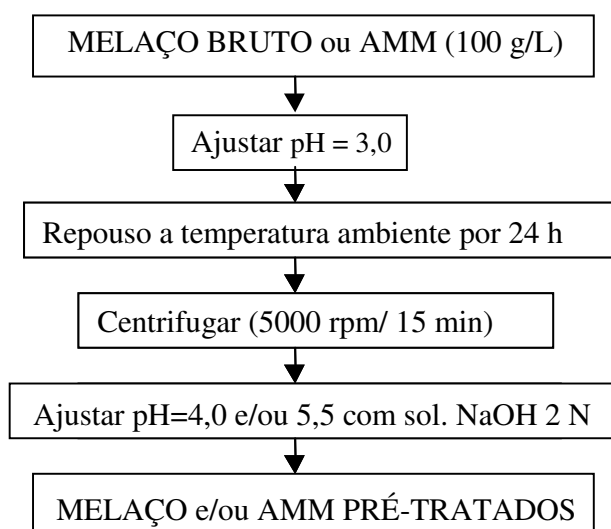 MELAÇO BRUTO ou AMM (100 g/L)
Ajustar pH = 3,0
Repouso a temperatura ambiente por 24 h
Centrifugar (5000 rpm/ 15 min)
Ajustar pH=4,0 e/ou 5,5 com sol. NaOH 2 N
MELAÇO e/ou AMM PRÉ-TRATADOS